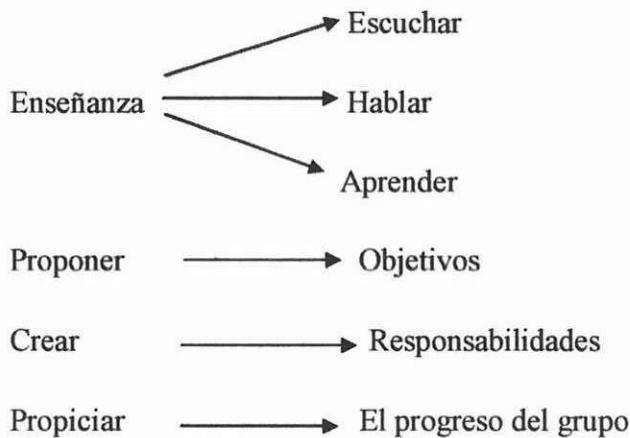 Escuchar
Enseñanza Hablar
Aprender
Proponer Objetivos
Crear Responsabilidades
Propiciar El progreso del grupo